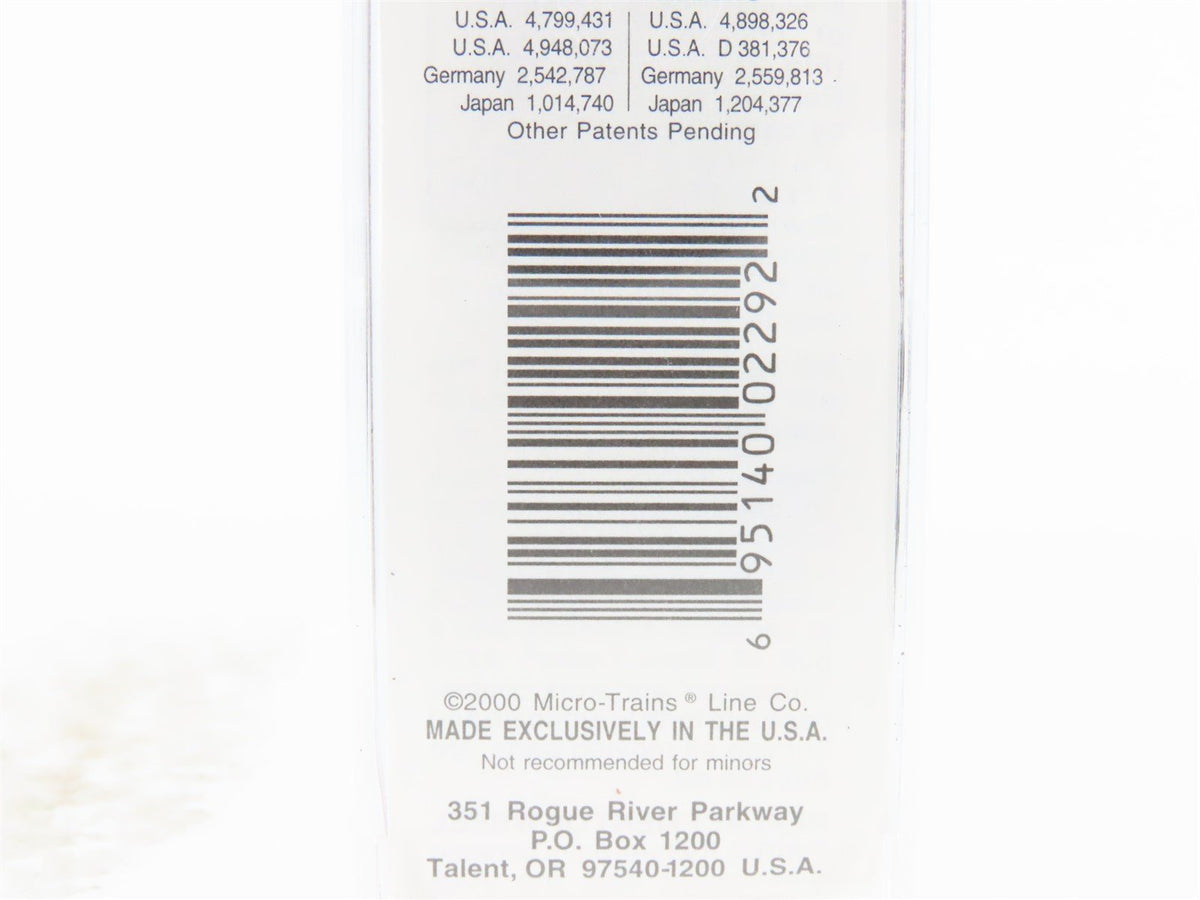 U.S.A. 4,799,431 | U.S.A. 4,898,326
U.S.A. 4,948,073 | U.S.A. D 381,376
Germany 2,542,787 | Germany 2,559,813
Japan 1,014,740 | Japan 1,204,377
Other Patents Pending
6 95140 02292 2
©2000 Micro-Trains® Line Co.
MADE EXCLUSIVELY IN THE U.S.A.
Not recommended for minors
351 Rogue River Parkway
P.O. Box 1200
Talent, OR 97540-1200 U.S.A.